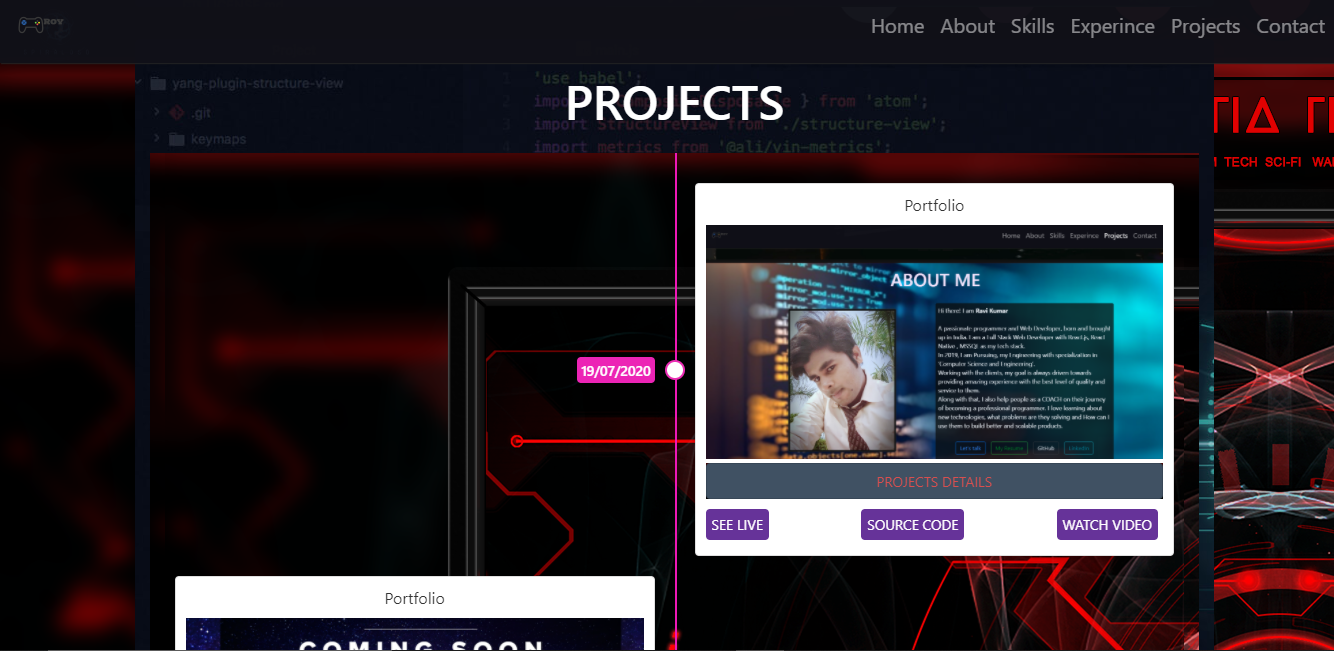 ROY
Home About Skills Experince Projects Contact
yang-plugin-structure-view
.git
keymaps
1 'use babel';
2 } from 'atom';
3 import StructureView from './structure-view';
import metrics from '@ali/yin-metrics';
PROJECTS
TECH SCI-FI
Portfolio
Home About Skills Experince Projects Contact
ABOUT ME
Hi there! I am Ravi Kumar
A passionate programmer and Web Developer, born and brought
up in India. I am a Full Stack Web Developer with React.js, React
Native , MSSQL as my tech stack.
In 2019, I am Pursuing, my Engineering with specialization in
'Computer Science and Engineering'.
Working with the clients, my goal is always driven towards
providing amazing experience with the best level of quality and
service to them.
Along with that, I also help people as a COACH on their journey
of becoming a professional programmer. I love learning about
new technologies, what problems are they solving and How can I
use them to build better and scalable products.
Let's talk My Resume GitHub LinkedIn
19/07/2020
PROJECTS DETAILS
SEE LIVE SOURCE CODE WATCH VIDEO
Portfolio
COMING SOON